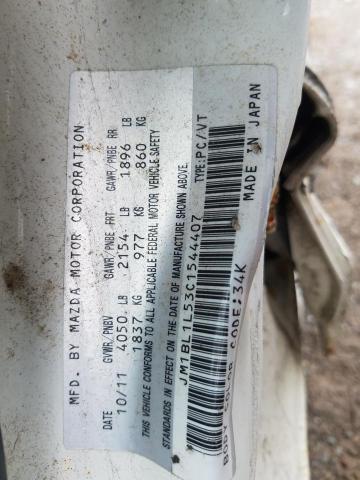 MFD. BY MAZDA MOTOR CORPORATION
DATE GVWR/PNBV GAWR/PNBE FRT GAWR/PNBE RR
10/11 4050 LB 2154 LB 1896 LB
1837 KG 977 KG 860 KG
THIS VEHICLE CONFORMS TO ALL APPLICABLE FEDERAL MOTOR VEHICLE SAFETY
STANDARDS IN EFFECT ON THE DATE OF MANUFACTURE SHOWN ABOVE.
JM1BL1L53C1544407 TYPE:PC/VT
MADE IN JAPAN
BODY COLOR CODE:34K